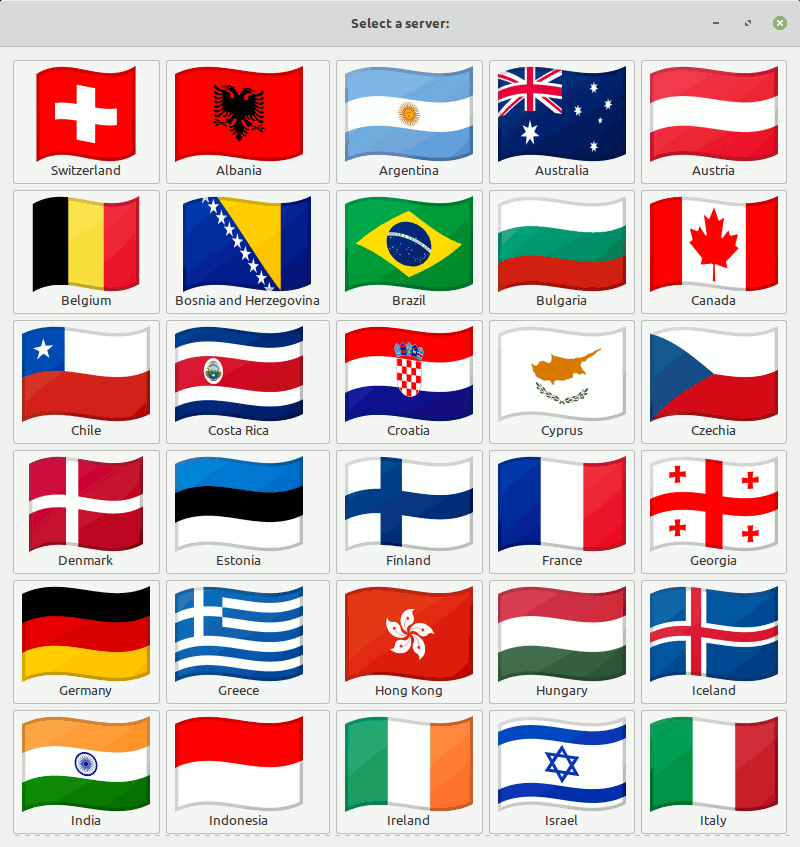 Select a server:
Switzerland
Albania
Argentina
Australia
Austria
Belgium
Bosnia and Herzegovina
Brazil
Bulgaria
Canada
Chile
Costa Rica
Croatia
Cyprus
Czechia
Denmark
Estonia
Finland
France
Georgia
Germany
Greece
Hong Kong
Hungary
Iceland
India
Indonesia
Ireland
Israel
Italy